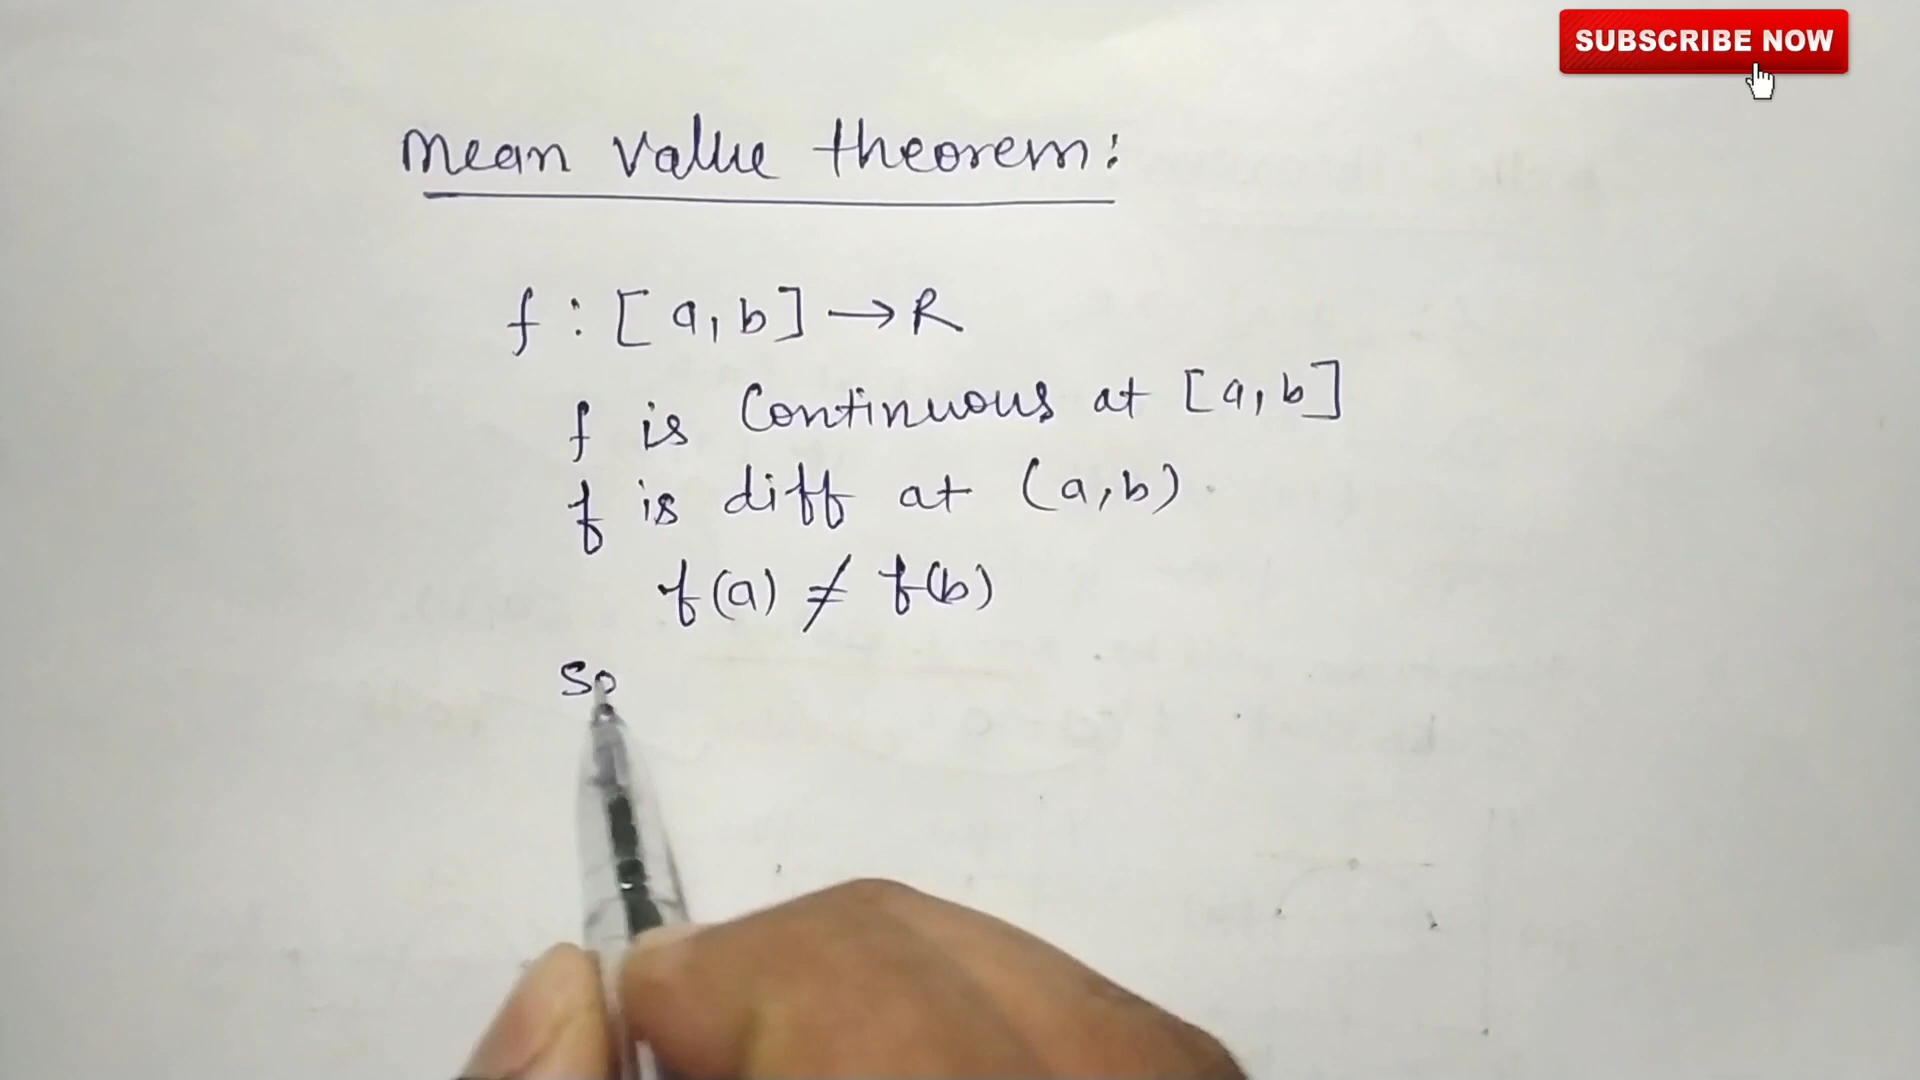 SUBSCRIBE NOW
Mean value theorem:
f : [a,b] → R
f is Continuous at [a,b]
f is diff at (a,b)
f(a) ≠ f(b)
So